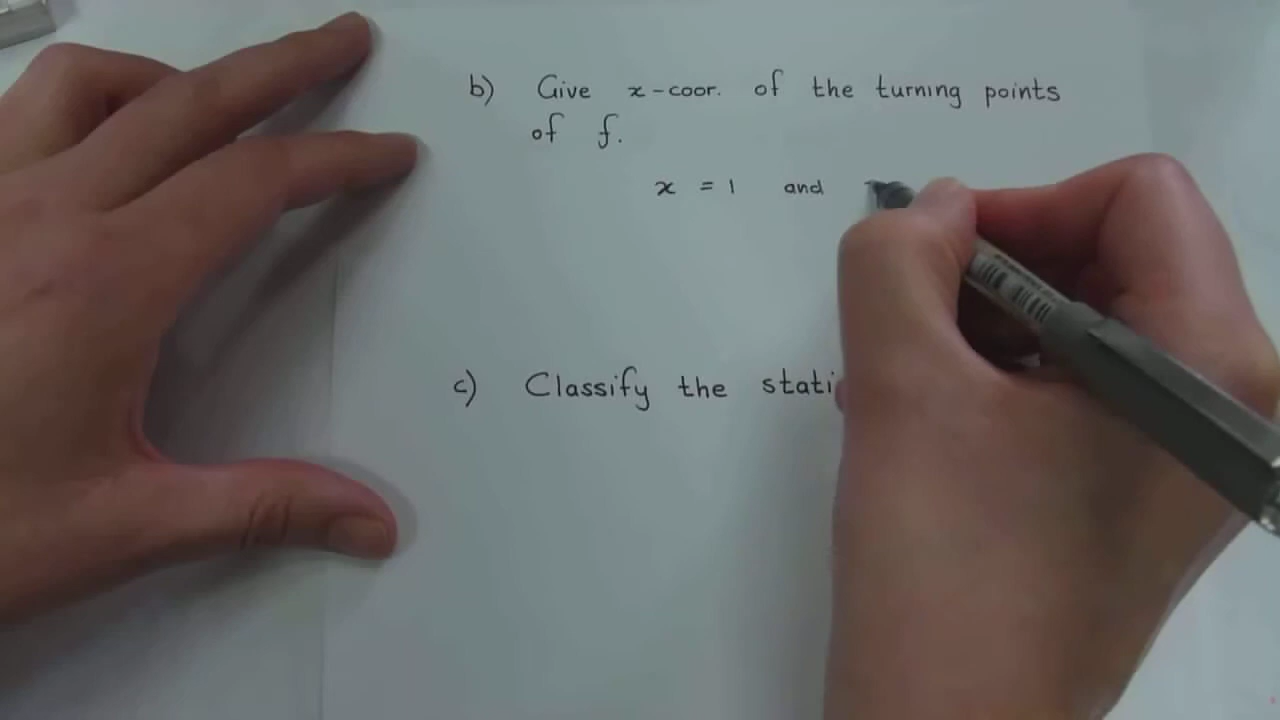 b) Give x-coor. of the turning points
of f.
x = 1 and
c) Classify the stati